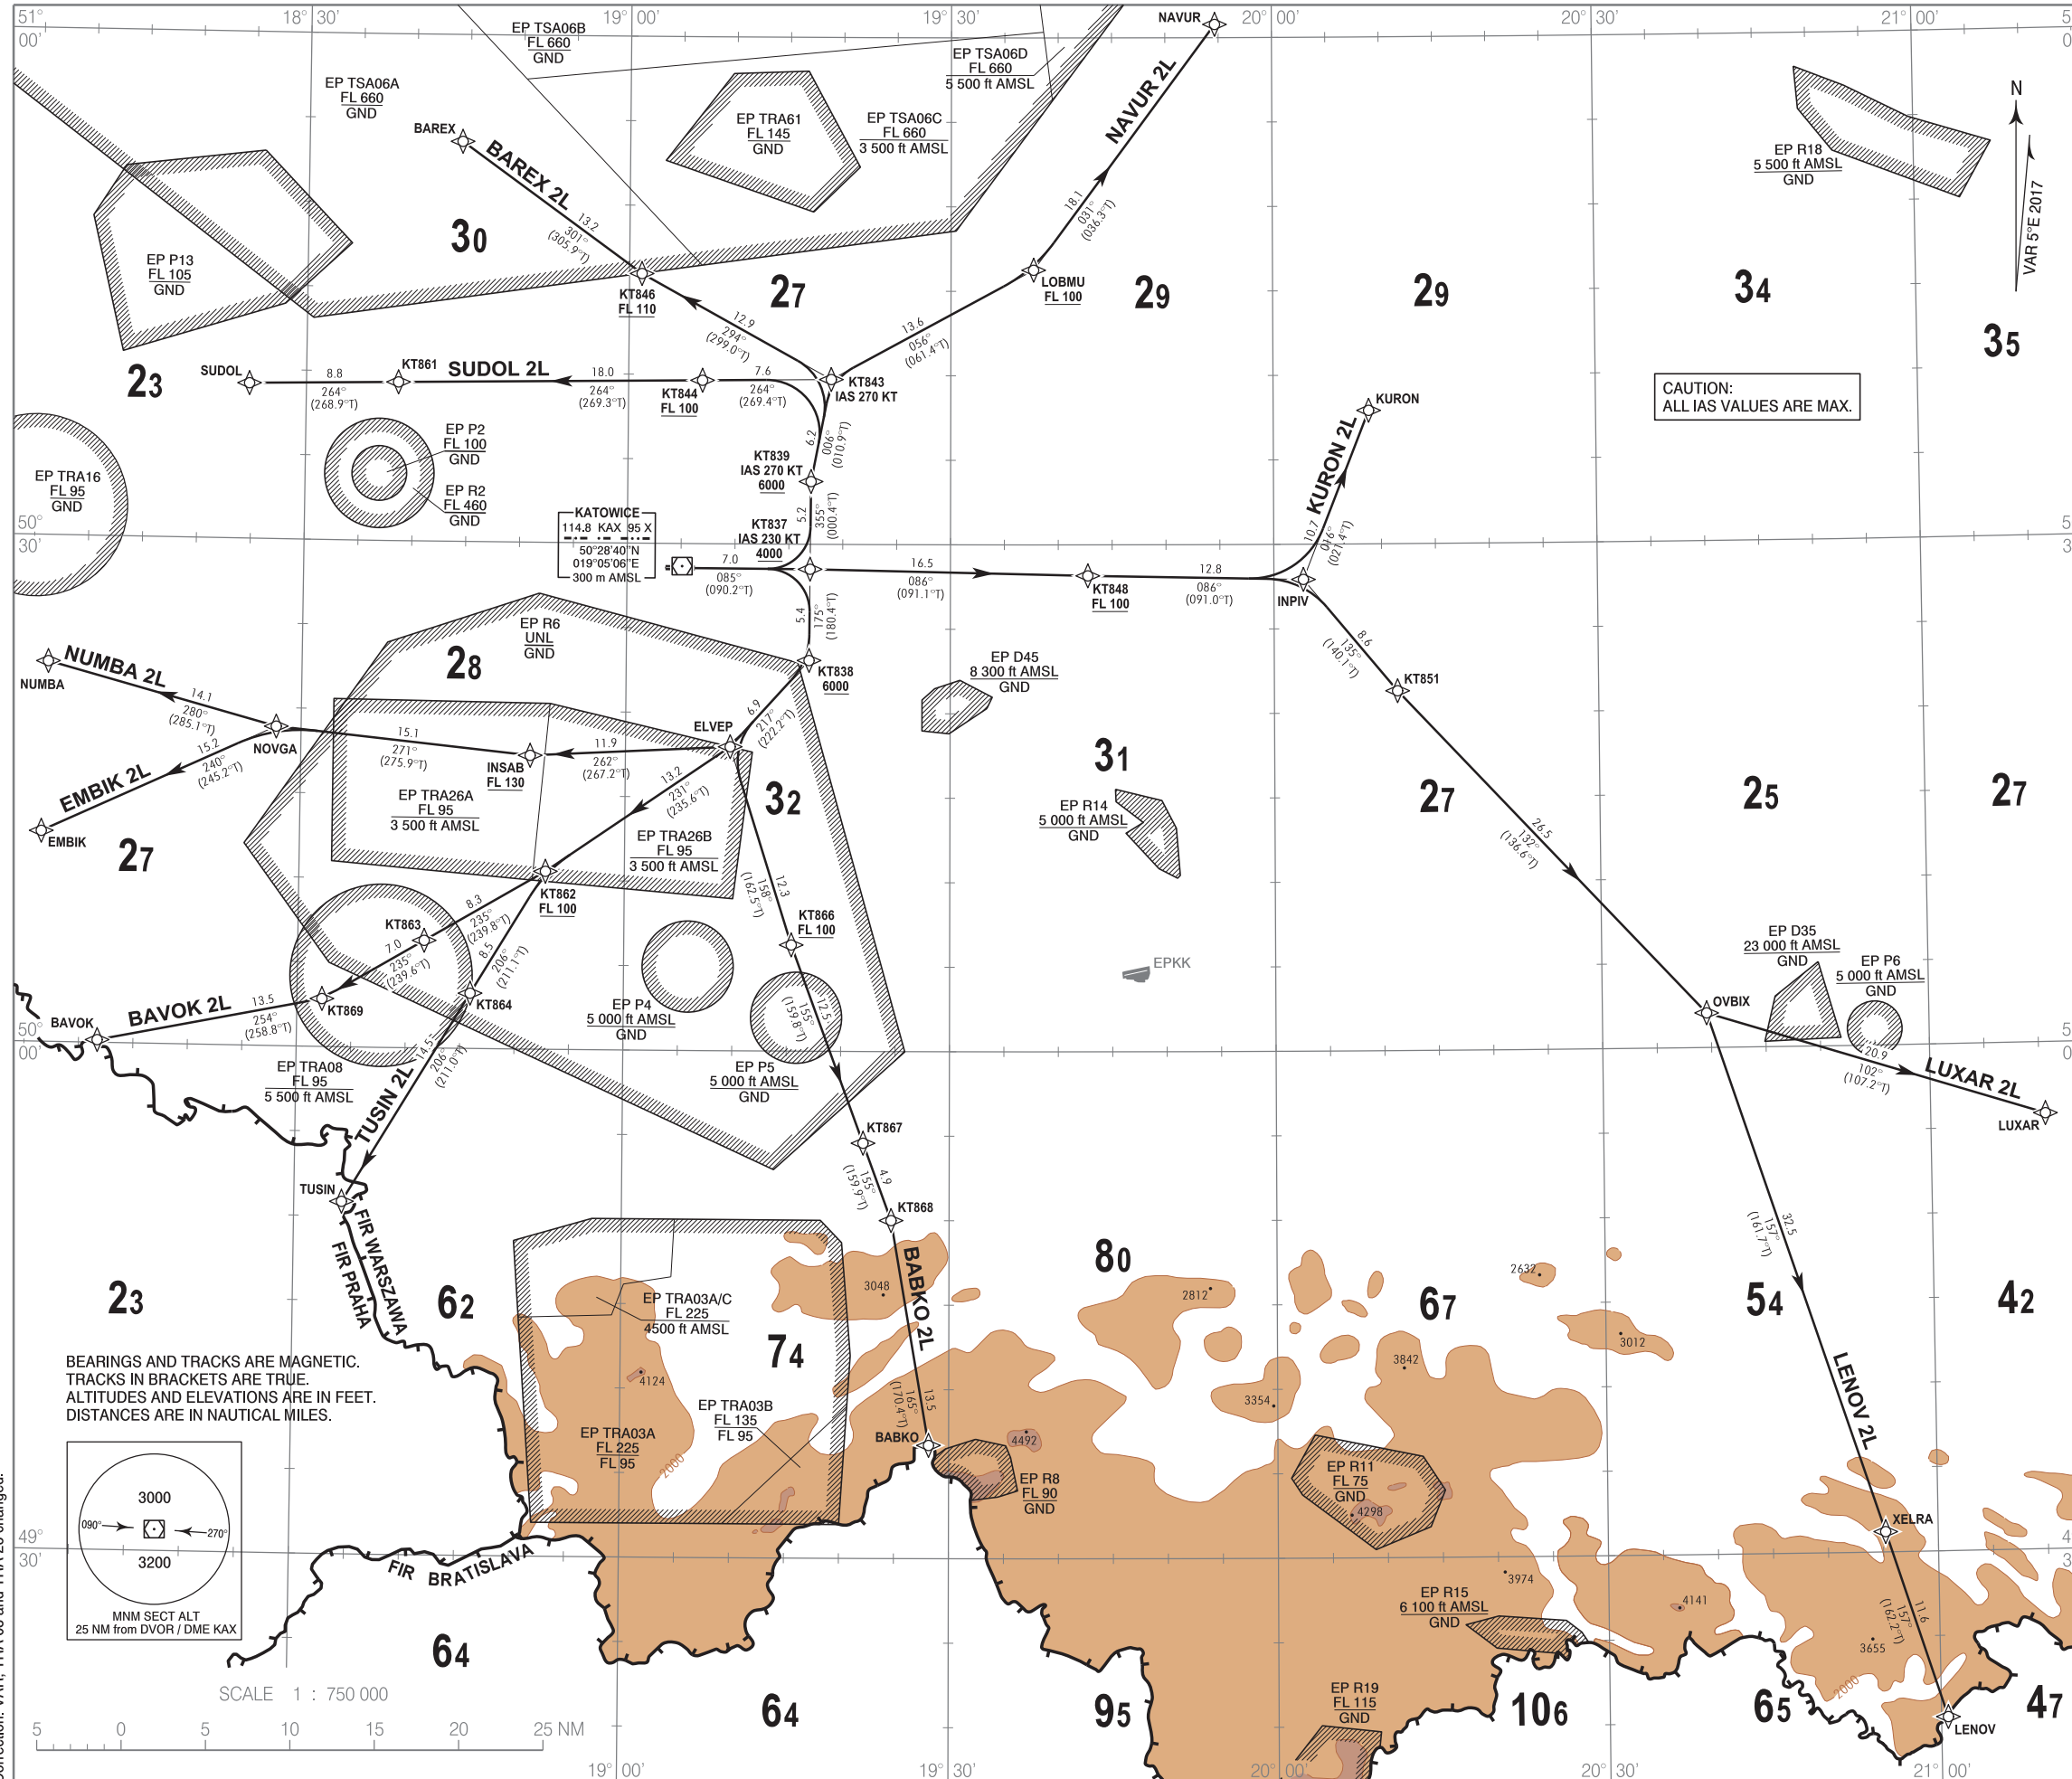 51°
00'
18° 30'
19° 00'
19° 30'
20° 00'
20° 30'
21° 00'
EP TSA06B
FL 660
GND
EP TSA06D
FL 660
5 500 ft AMSL
NAVUR
NAVUR 2L
EP TSA06A
FL 660
GND
BAREX
BAREX 2L
13.2
301°
(305.9°T)
EP TRA61
FL 145
GND
EP TSA06C
FL 660
3 500 ft AMSL
18.1
031°
(036.3°T)
EP R18
5 500 ft AMSL
GND
N
VAR 5°E 2017
EP P13
FL 105
GND
30
KT846
FL 110
27
LOBMU
FL 100
29
29
34
35
12.9
294°
(299.0°T)
13.6
056°
(061.4°T)
23
SUDOL
8.8
264°
(268.9°T)
KT861
SUDOL 2L
18.0
264°
(269.3°T)
KT844
FL 100
7.6
264°
(269.4°T)
KT843
IAS 270 KT
CAUTION:
ALL IAS VALUES ARE MAX.
KURON
KURON 2L
EP P2
FL 100
GND
EP R2
FL 460
GND
6.2
006°
(010.9°T)
KT839
IAS 270 KT
6000
EP TRA16
FL 95
GND
50°
30'
KATOWICE
114.8 KAX 95 X
50°28'40"N
019°05'06"E
300 m AMSL
KT837
IAS 230 KT
4000
5.2
355°
(000.4°T)
7.0
085°
(090.2°T)
16.5
086°
(091.1°T)
KT848
FL 100
12.8
086°
(091.0°T)
INPIV
10.7
016°
(021.4°T)
5.4
175°
(180.4°T)
EP R6
UNL
GND
28
KT838
6000
EP D45
8 300 ft AMSL
GND
8.6
135°
(140.1°T)
KT851
NUMBA
NUMBA 2L
14.1
280°
(285.1°T)
NOVGA
15.2
240°
(245.2°T)
EMBIK 2L
EMBIK
27
15.1
271°
(275.9°T)
INSAB
FL 130
11.9
262°
(267.2°T)
ELVEP
6.9
217°
(222.2°T)
13.2
231°
(235.6°T)
32
31
27
25
27
EP TRA26A
FL 95
3 500 ft AMSL
EP TRA26B
FL 95
3 500 ft AMSL
EP R14
5 000 ft AMSL
GND
26.5
132°
(136.6°T)
KT862
FL 100
12.3
158°
(162.5°T)
KT866
FL 100
8.3
235°
(239.8°T)
KT863
7.0
235°
(239.6°T)
KT869
8.5
206°
(211.1°T)
KT864
EPKK
EP D35
23 000 ft AMSL
GND
EP P6
5 000 ft AMSL
GND
OVBIX
20.9
102°
(107.2°T)
LUXAR 2L
LUXAR
BAVOK
BAVOK 2L
13.5
254°
(258.8°T)
50°
00'
EP P4
5 000 ft AMSL
GND
12.5
155°
(159.8°T)
EP P5
5 000 ft AMSL
GND
EP TRA08
FL 95
5 500 ft AMSL
14.5
206°
(211.0°T)
TUSIN 2L
TUSIN
KT867
4.9
155°
(159.9°T)
KT868
FIR WARSZAWA
FIR PRAHA
32.5
157°
(161.7°T)
23
62
80
67
54
42
BABKO 2L
3048
2812
2632
3012
3842
3354
EP TRA03A/C
FL 225
4500 ft AMSL
74
4124
EP TRA03B
FL 135
FL 95
EP TRA03A
FL 225
FL 95
2000
13.5
165°
(170.4°T)
BABKO
4492
EP R8
FL 90
GND
EP R11
FL 75
GND
4298
LENOV 2L
BEARINGS AND TRACKS ARE MAGNETIC.
TRACKS IN BRACKETS ARE TRUE.
ALTITUDES AND ELEVATIONS ARE IN FEET.
DISTANCES ARE IN NAUTICAL MILES.
3000
090°
270°
3200
MNM SECT ALT
25 NM from DVOR / DME KAX
49°
30'
FIR BRATISLAVA
XELRA
3974
EP R15
6 100 ft AMSL
GND
4141
3655
11.6
157°
(162.2°T)
2000
LENOV
64
64
95
106
65
47
EP R19
FL 115
GND
SCALE 1 : 750 000
5 0 5 10 15 20 25 NM
19° 00'
19° 30'
20° 00'
20° 30'
21° 00'